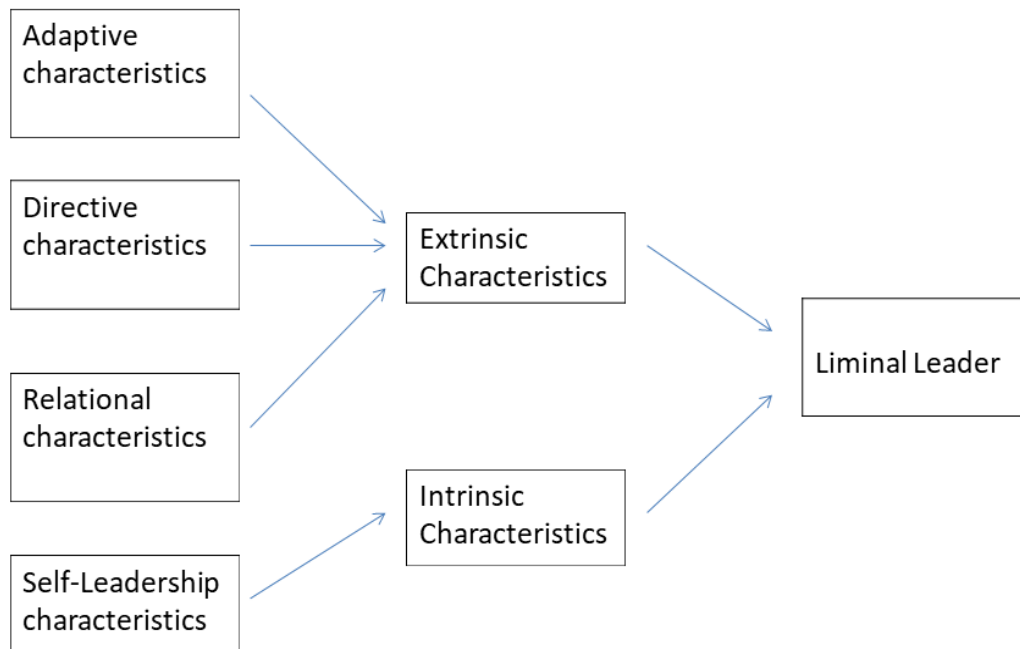 Adaptive
characteristics
Directive
characteristics
Relational
characteristics
Self-Leadership
characteristics
Extrinsic
Characteristics
Intrinsic
Characteristics
Liminal Leader